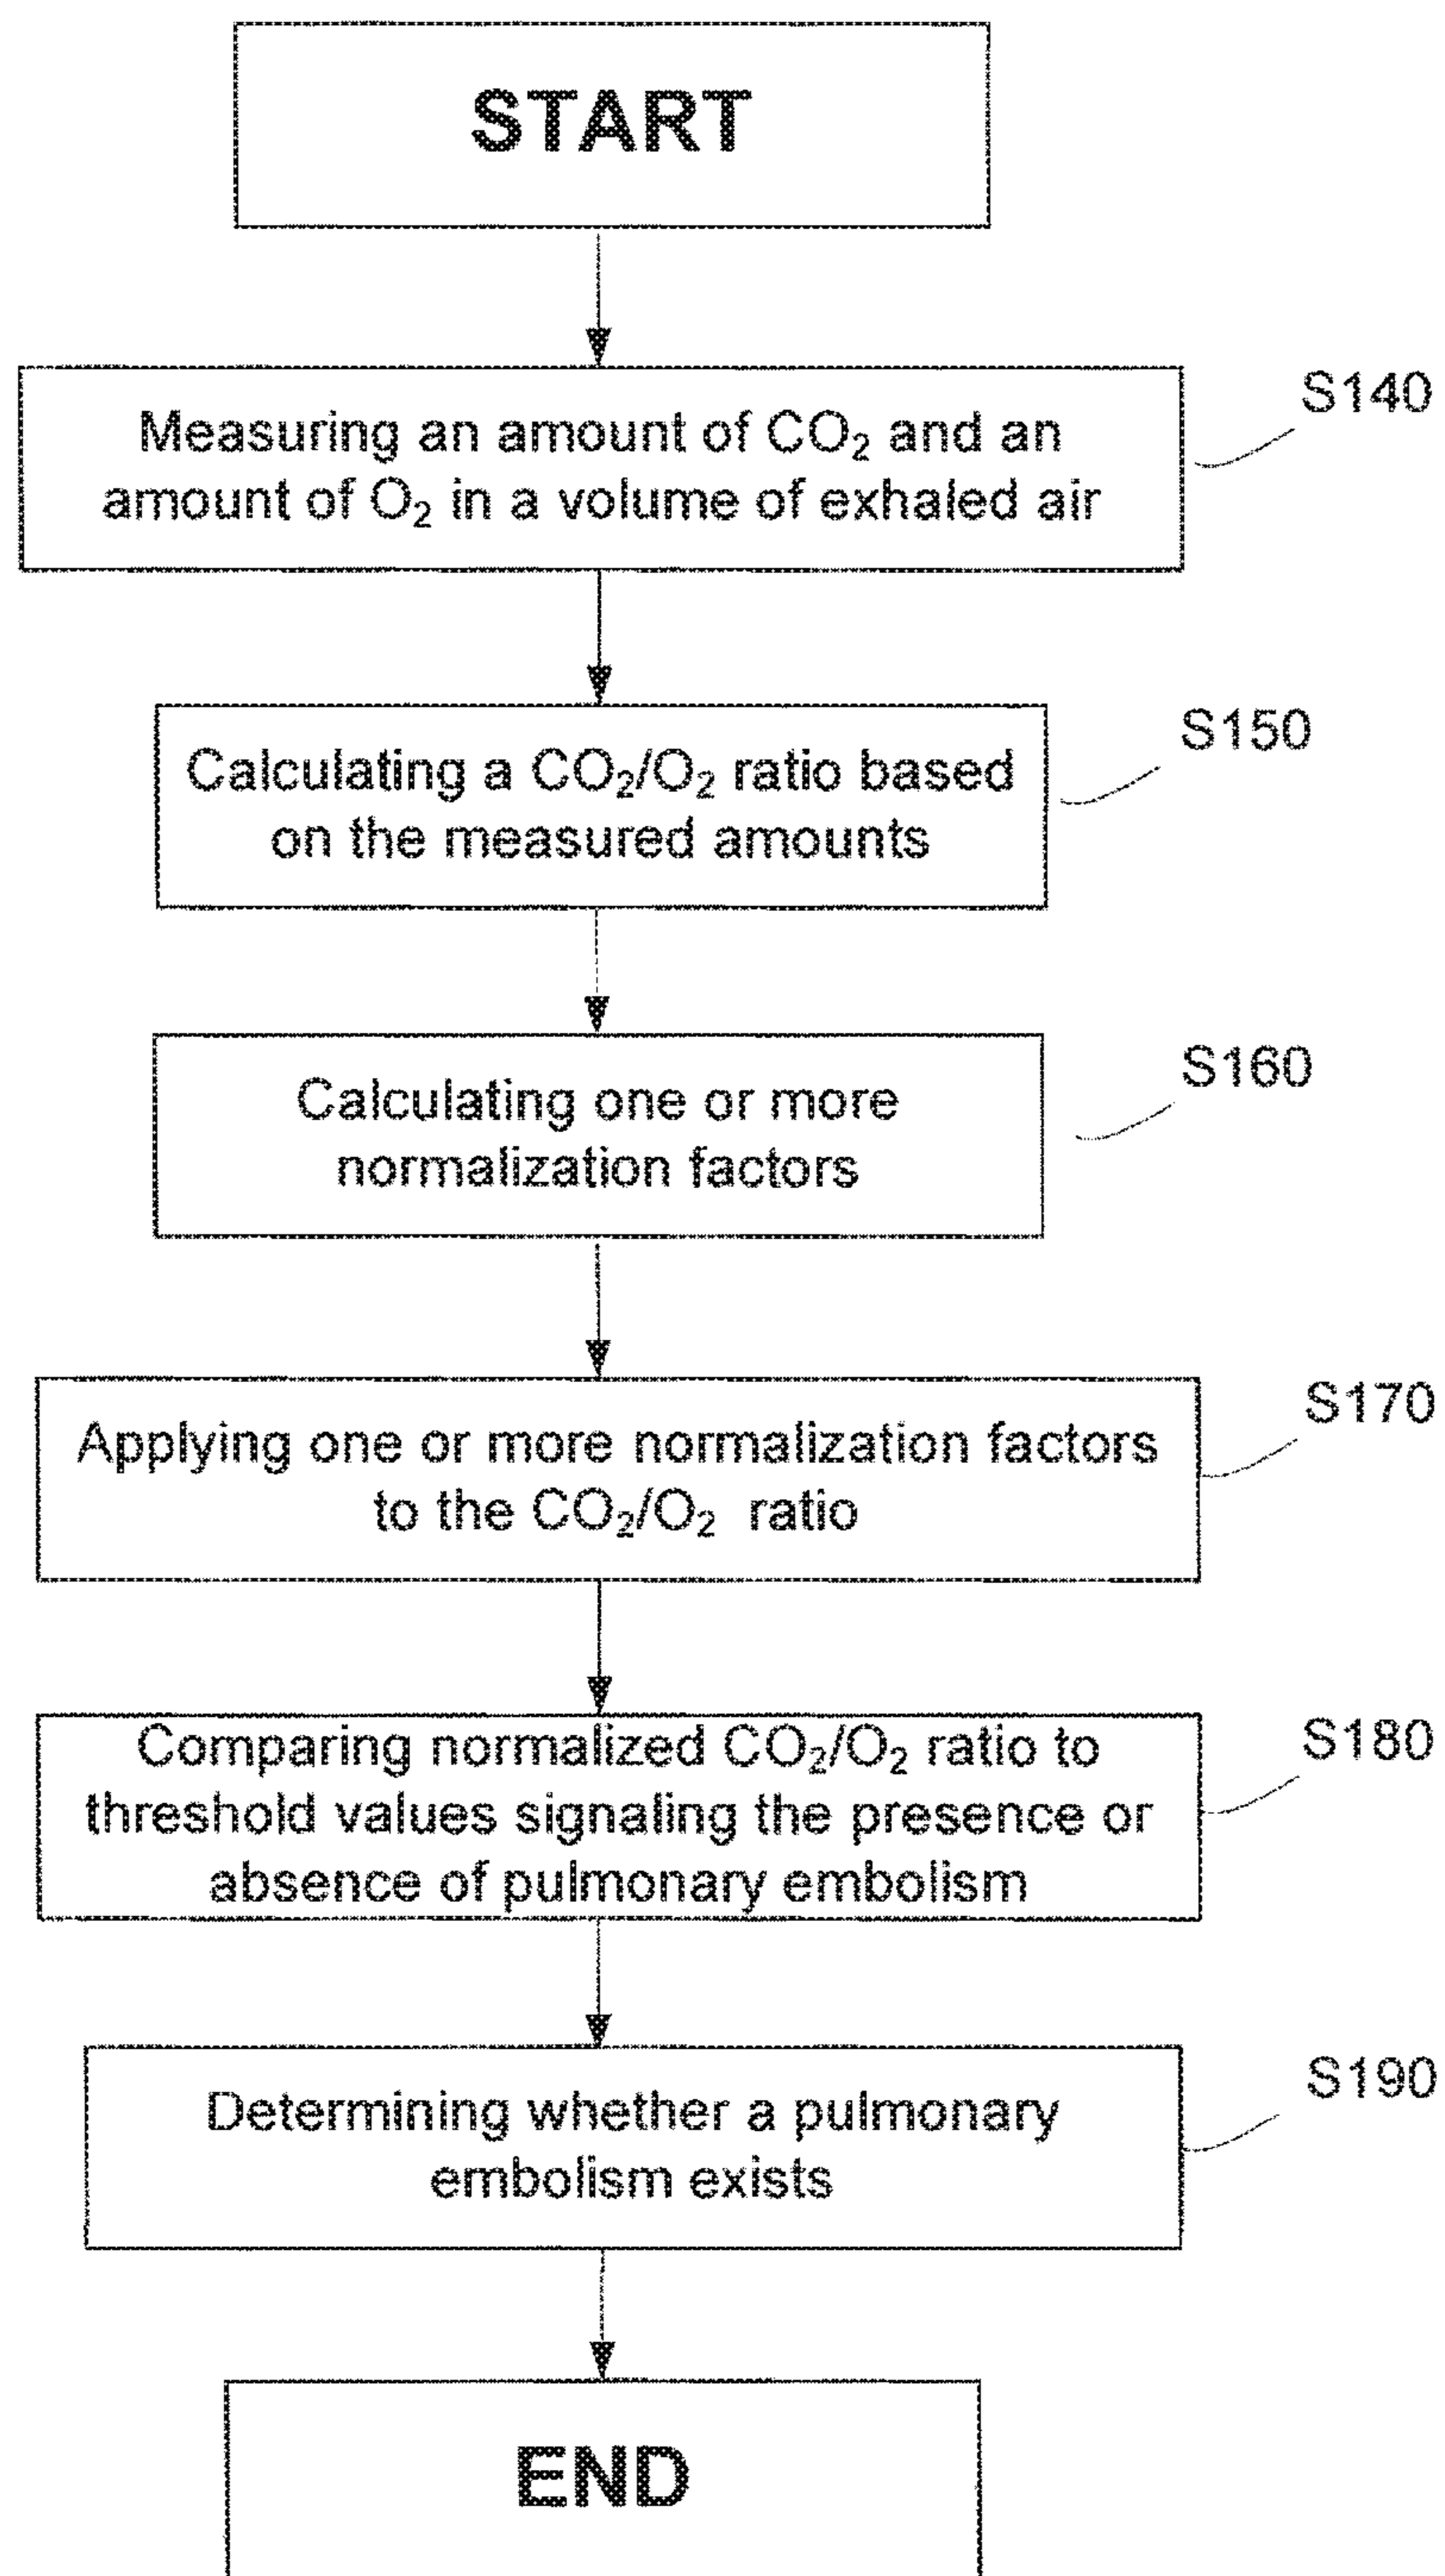 START
S140
Measuring an amount of CO₂ and an
amount of O₂ in a volume of exhaled air
S150
Calculating a CO₂/O₂ ratio based
on the measured amounts
S160
Calculating one or more
normalization factors
S170
Applying one or more normalization factors
to the CO₂/O₂ ratio
S180
Comparing normalized CO₂/O₂ ratio to
threshold values signaling the presence or
absence of pulmonary embolism
S190
Determining whether a pulmonary
embolism exists
END